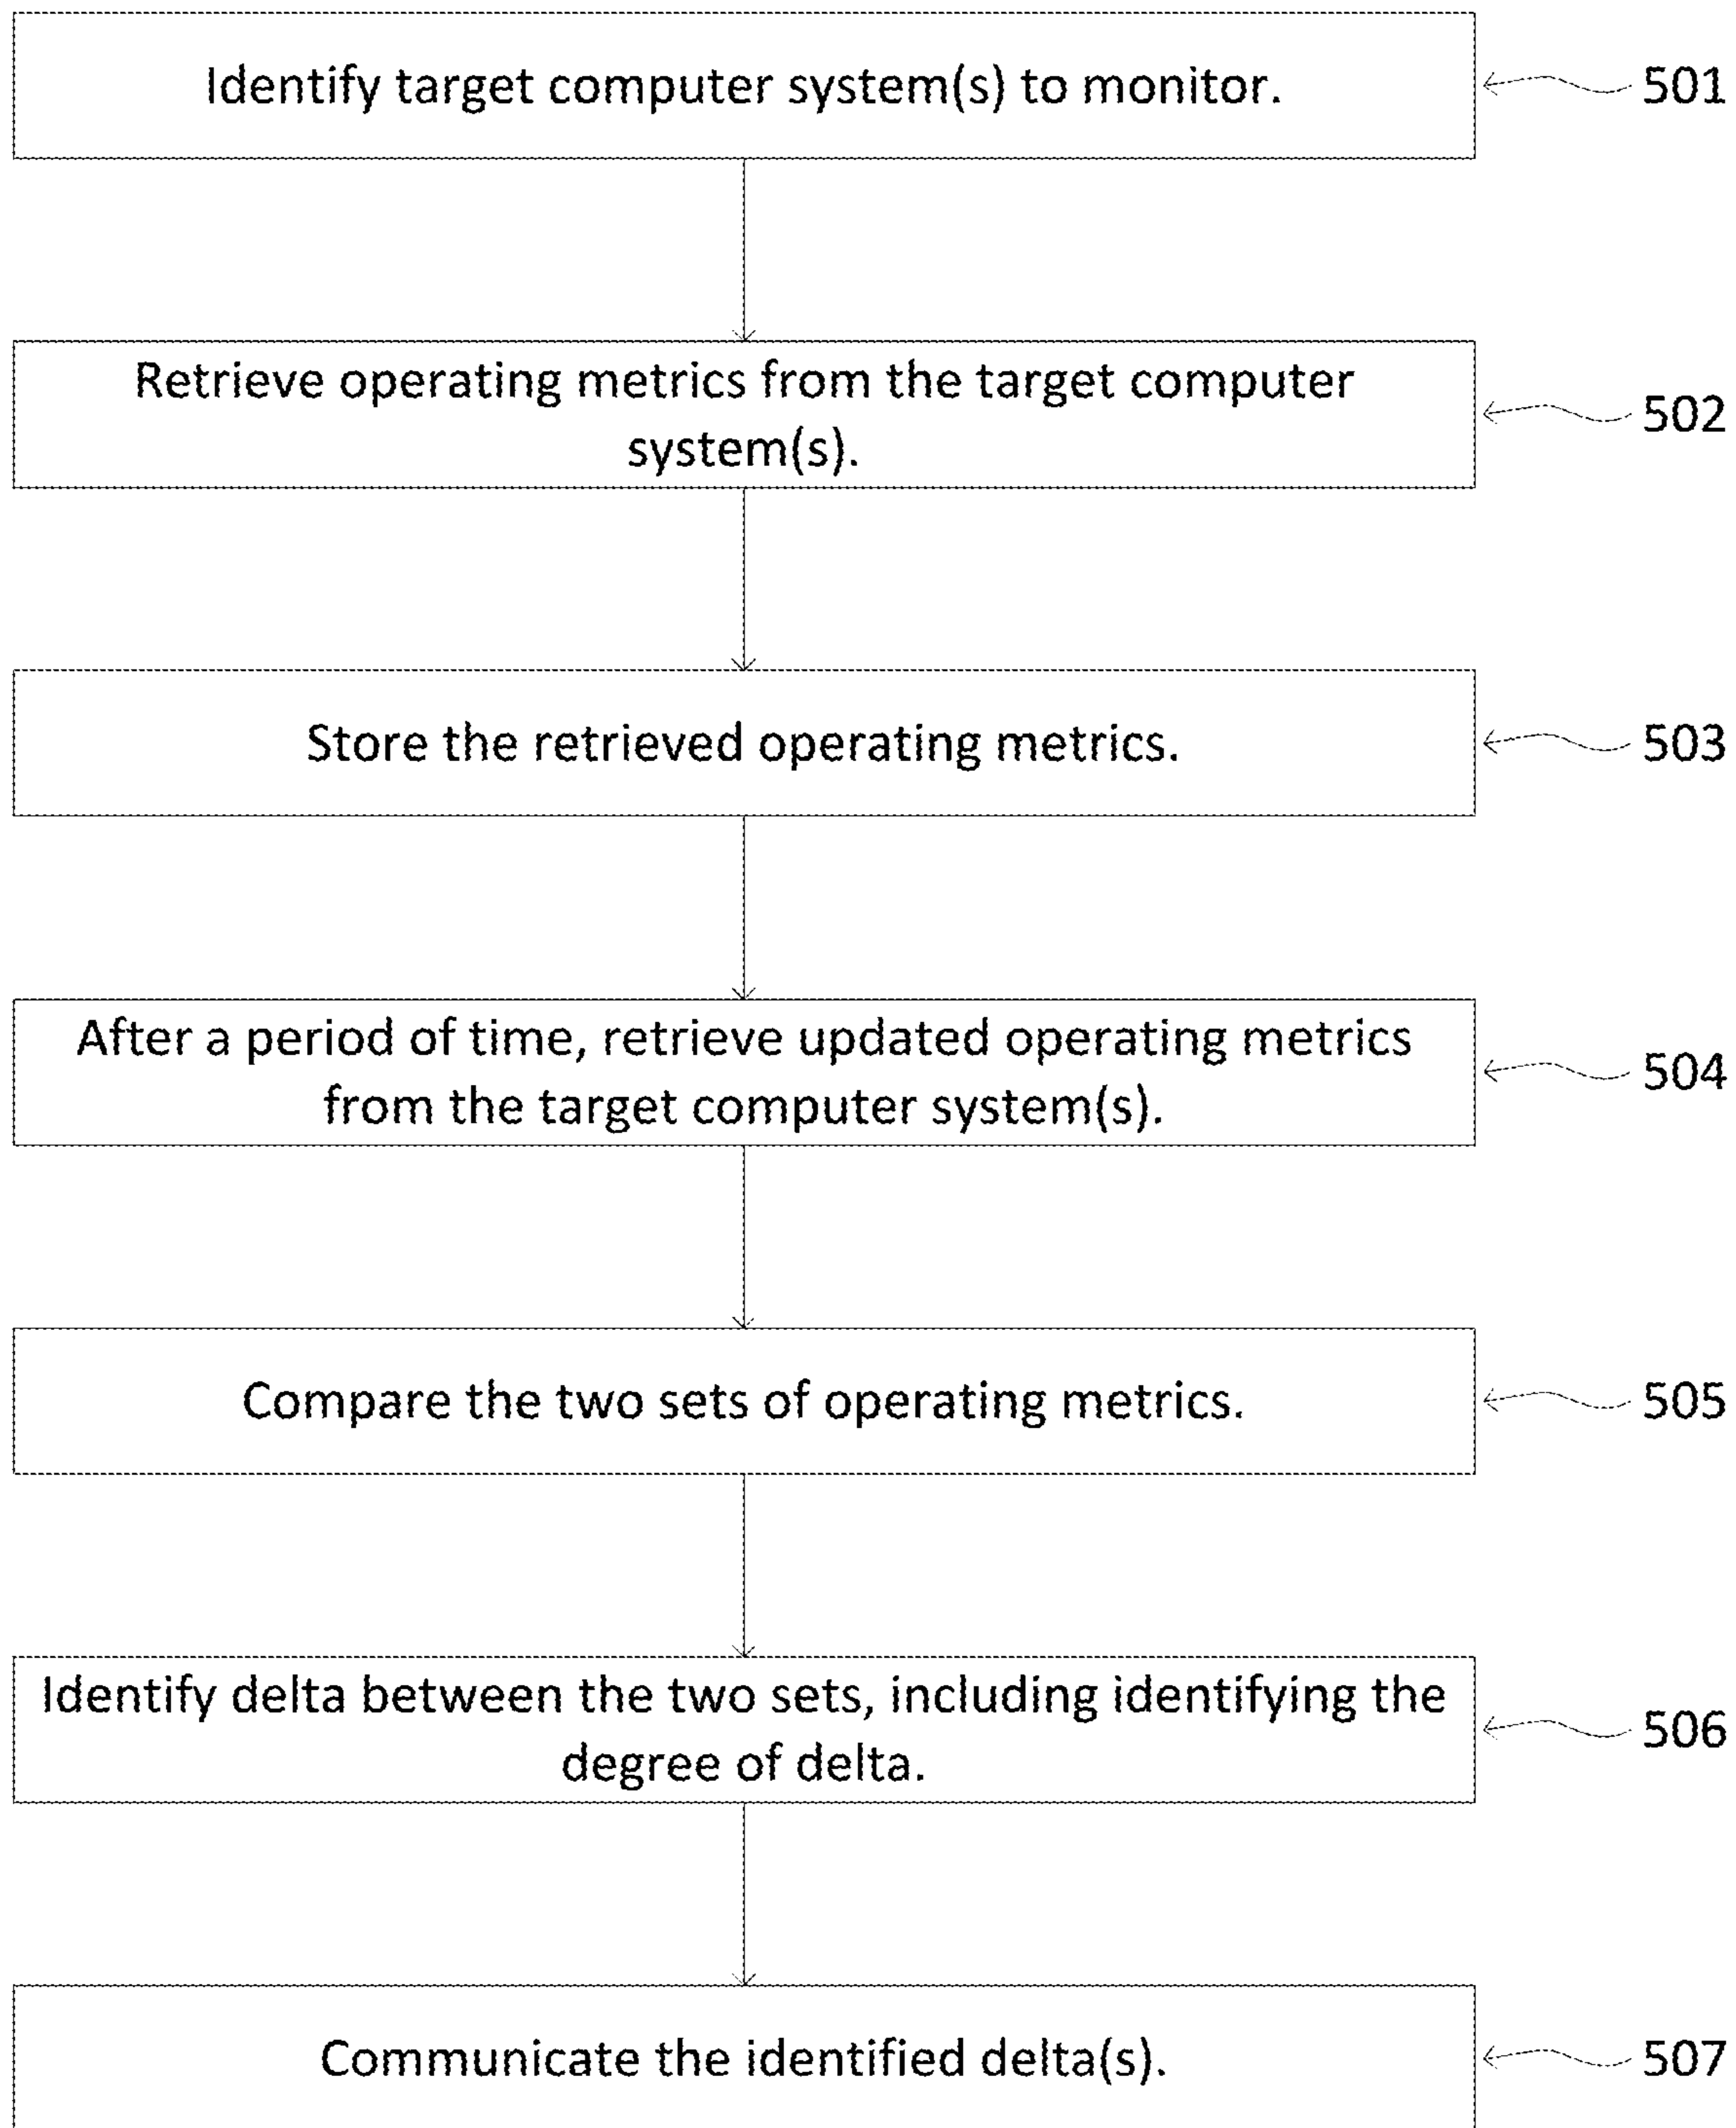 Identify target computer system(s) to monitor.
501
Retrieve operating metrics from the target computer
system(s).
502
Store the retrieved operating metrics.
503
After a period of time, retrieve updated operating metrics
from the target computer system(s).
504
Compare the two sets of operating metrics.
505
Identify delta between the two sets, including identifying the
degree of delta.
506
Communicate the identified delta(s).
507